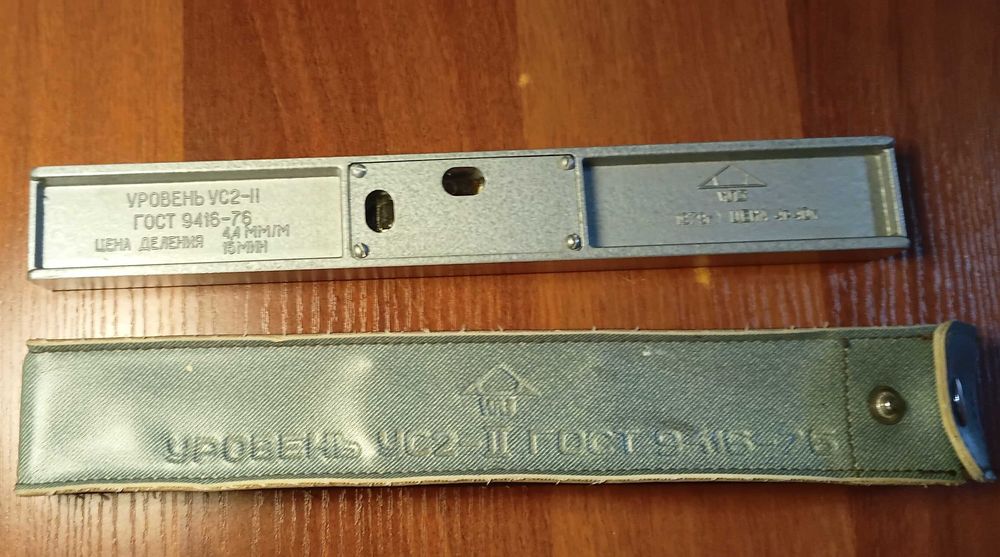 УРОВЕНЬ УС2-II
ГОСТ 9416-76
ЦЕНА ДЕЛЕНИЯ 4,4 ММ/М
15 МИН
УРОВЕНЬ УС2-II ГОСТ 9416-76